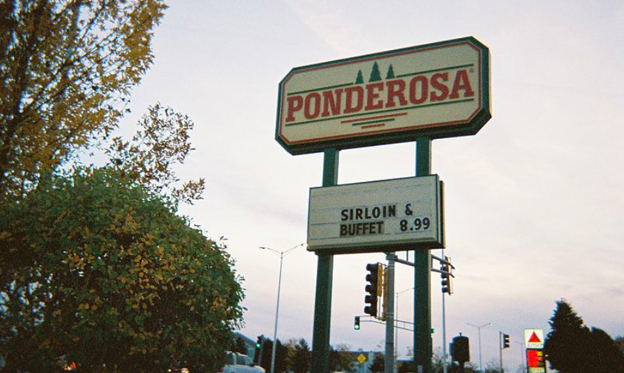 PONDEROSA
SIRLOIN &
BUFFET 8.99